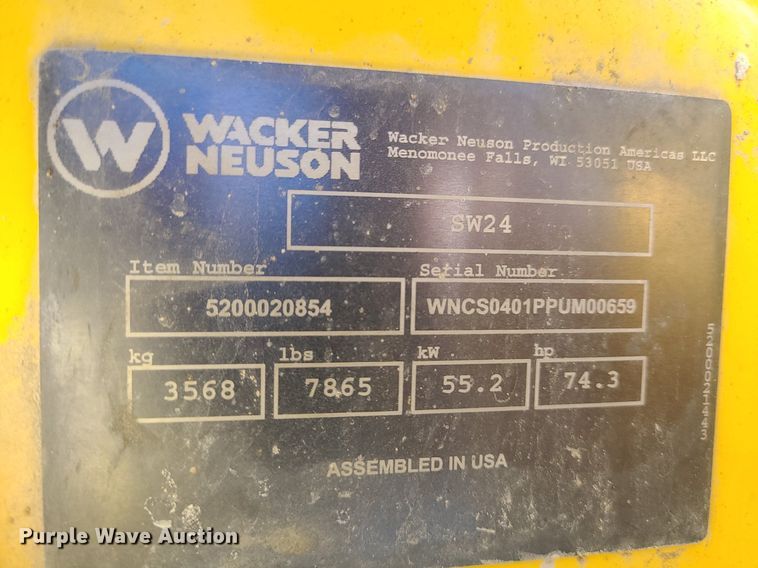 W
WACKER
NEUSON
Wacker Neuson Production Americas LLC
Menomonee Falls, WI 53051 USA
SW24
Item Number Serial Number
5200020854 WNCS0401PPUM00659
kg lbs kW hp
3568 7865 55.2 74.3
ASSEMBLED IN USA
5200021443
Purple Wave Auction®